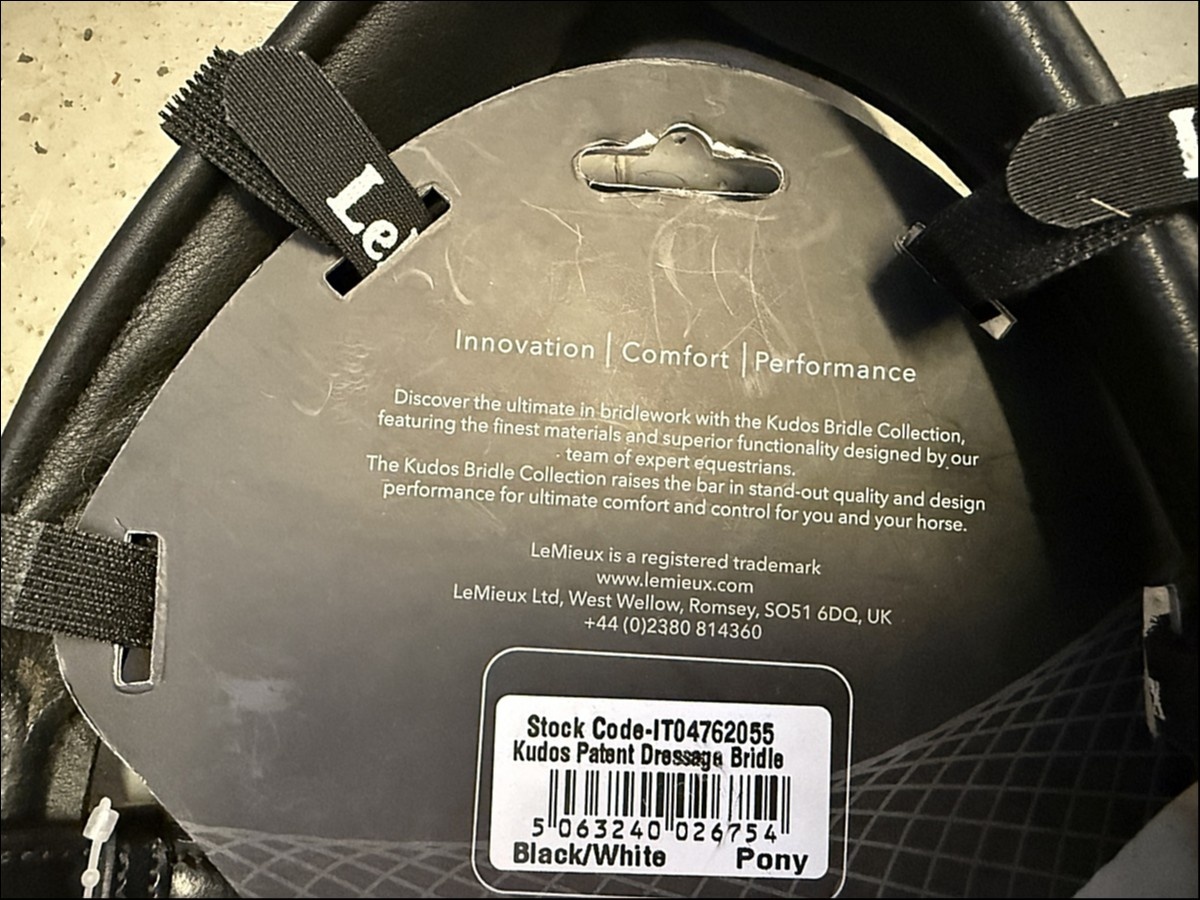 Le
Innovation | Comfort | Performance
Discover the ultimate in bridlework with the Kudos Bridle Collection,
featuring the finest materials and superior functionality designed by our
team of expert equestrians.
The Kudos Bridle Collection raises the bar in stand-out quality and design
performance for ultimate comfort and control for you and your horse.
LeMieux is a registered trademark
www.lemieux.com
LeMieux Ltd, West Wellow, Romsey, SO51 6DQ, UK
+44 (0)2380 814360
Stock Code-IT04762055
Kudos Patent Dressage Bridle
5 063240 026754
Black/White Pony